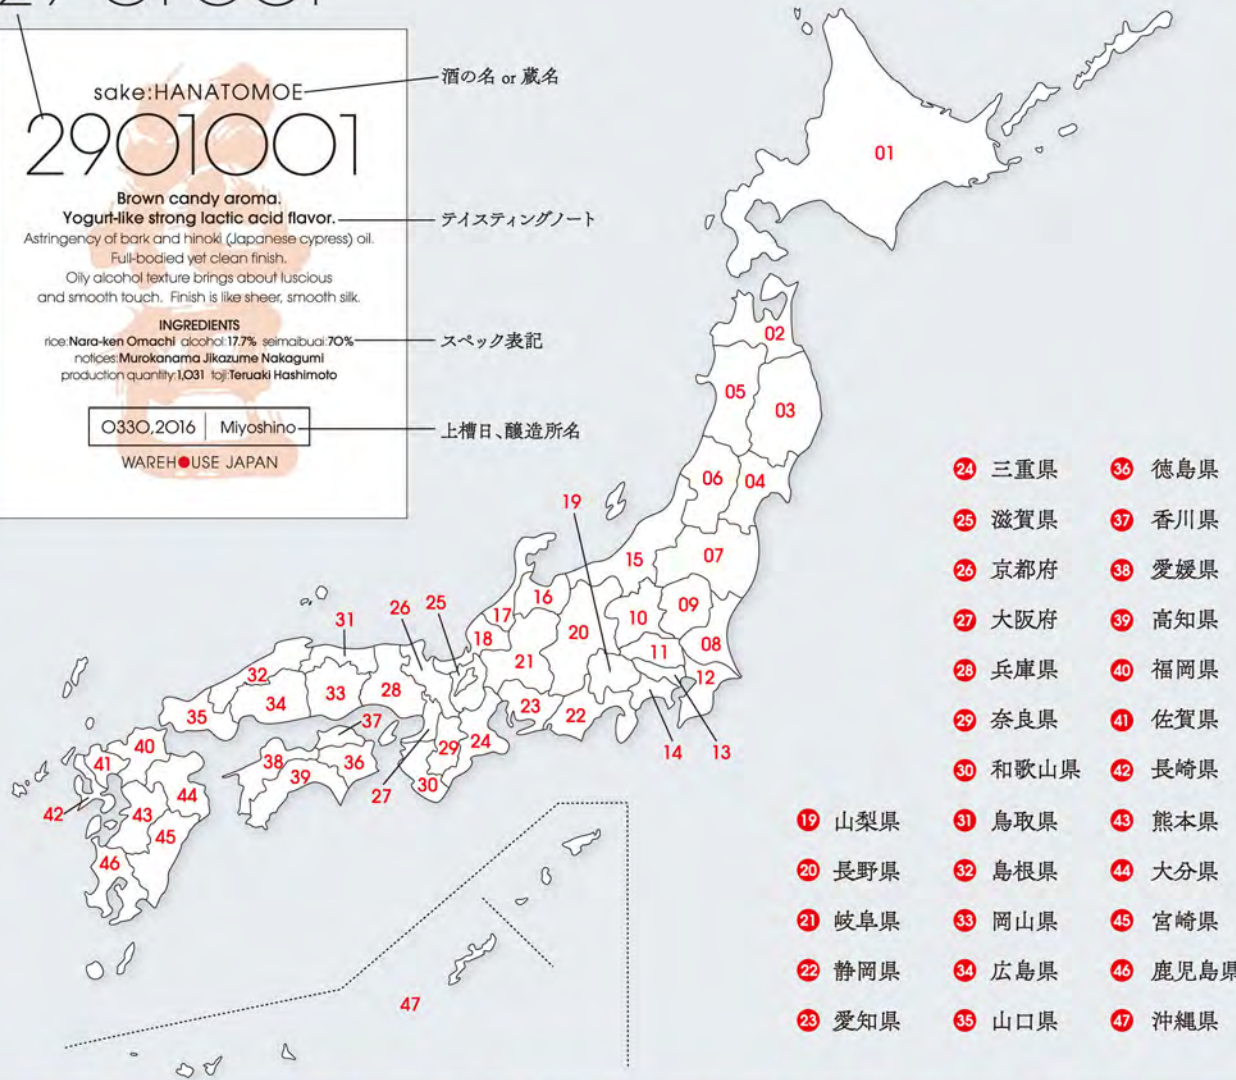 2901001
sake:HANATOMOE
2901001
Brown candy aroma.
Yogurt-like strong lactic acid flavor.
Astringency of bark and hinoki (Japanese cypress) oil.
Full-bodied yet clean finish.
Oily alcohol texture brings about luscious
and smooth touch. Finish is like sheer, smooth silk.
INGREDIENTS
rice:Nara-ken Omachi alcohol:17.7% seimaibuai:70%
notices:Murokanama Jikazume Nakagumi
production quantity:1,031 toji:Teruaki Hashimoto
0330,2016 | Miyoshino
WAREHOUSE JAPAN
酒の名 or 蔵名
テイスティングノート
スペック表記
上槽日、醸造所名
01
02
05
03
06
04
19
15
07
16
09
31
26
25
17
10
20
18
11
08
21
32
12
33
28
34
23
35
22
37
24
40
29
14
13
41
38
36
39
30
44
27
42
43
45
46
47
19 山梨県
20 長野県
21 岐阜県
22 静岡県
23 愛知県
24 三重県
25 滋賀県
26 京都府
27 大阪府
28 兵庫県
29 奈良県
30 和歌山県
31 鳥取県
32 島根県
33 岡山県
34 広島県
35 山口県
36 徳島県
37 香川県
38 愛媛県
39 高知県
40 福岡県
41 佐賀県
42 長崎県
43 熊本県
44 大分県
45 宮崎県
46 鹿児島県
47 沖縄県